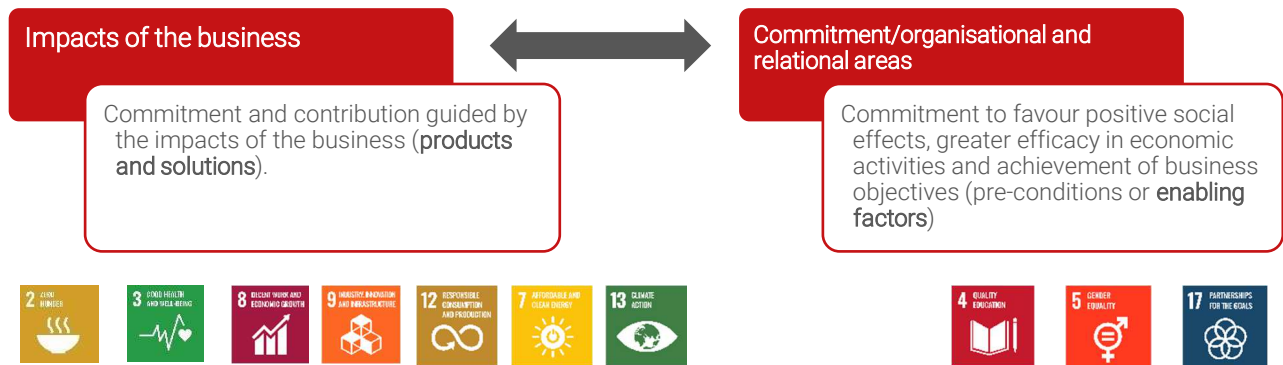 Impacts of the business
Commitment and contribution guided by
the impacts of the business (products
and solutions).
Commitment/organisational and
relational areas
Commitment to favour positive social
effects, greater efficacy in economic
activities and achievement of business
objectives (pre-conditions or enabling
factors)
2 ZERO
HUNGER
3 GOOD HEALTH
AND WELL-BEING
8 DECENT WORK AND
ECONOMIC GROWTH
9 INDUSTRY, INNOVATION
AND INFRASTRUCTURE
12 RESPONSIBLE
CONSUMPTION
AND PRODUCTION
7 AFFORDABLE AND
CLEAN ENERGY
13 CLIMATE
ACTION
4 QUALITY
EDUCATION
5 GENDER
EQUALITY
17 PARTNERSHIPS
FOR THE GOALS